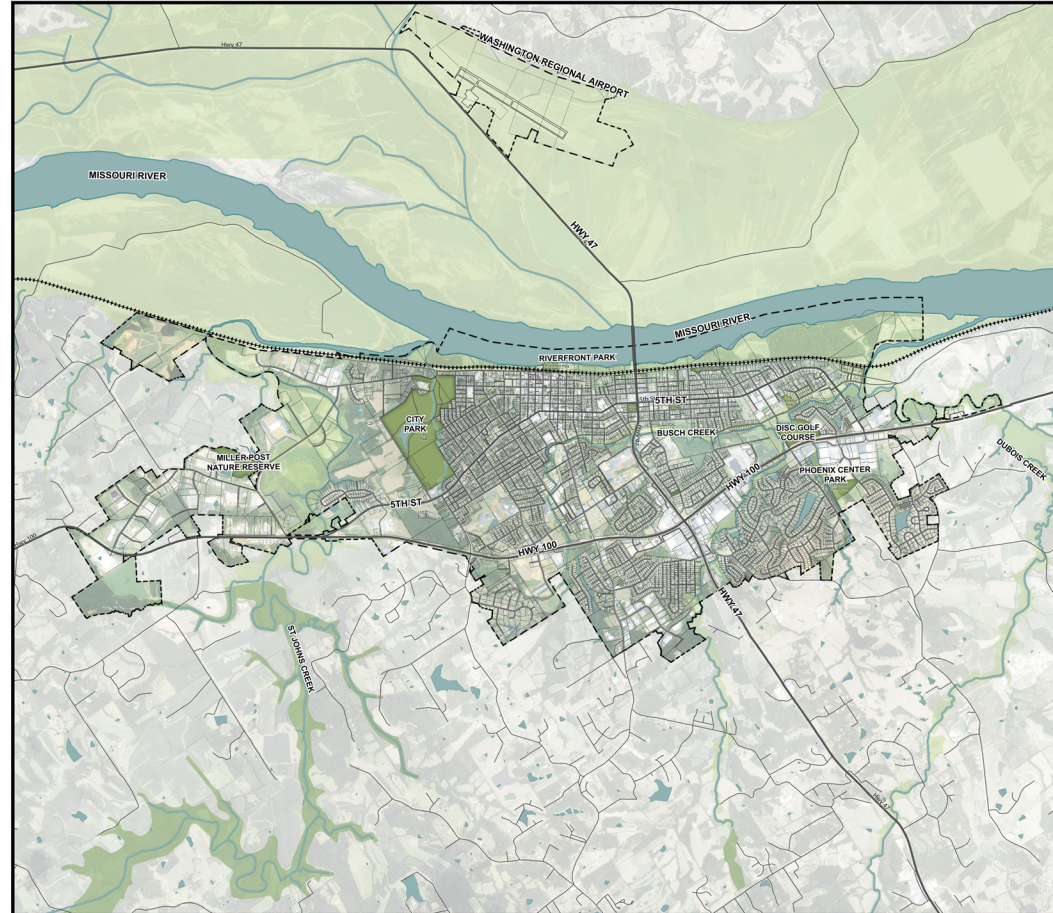 WASHINGTON REGIONAL AIRPORT
Hwy 47
MISSOURI RIVER
HWY 47
MISSOURI RIVER
RIVERFRONT PARK
5th St
5TH ST
CITY
PARK
BUSCH CREEK
DISC GOLF
COURSE
DUBOIS CREEK
MILLER-POST
NATURE RESERVE
HWY 100
PHOENIX CENTER
PARK
5TH ST
Hwy 100
HWY 100
HWY 47
ST JOHNS CREEK
Hwy 47